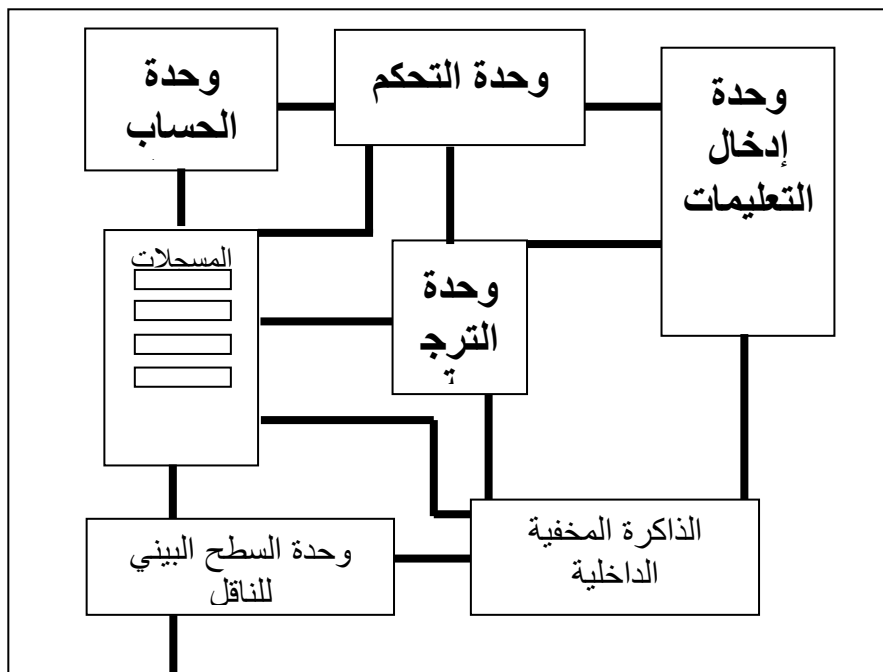 وحدة
الحساب
وحدة التحكم
وحدة
إدخال
التعليمات
المسجلات
وحدة
الترج
ة
وحدة السطح البيني
للناقل
الذاكرة المخفية
الداخلية